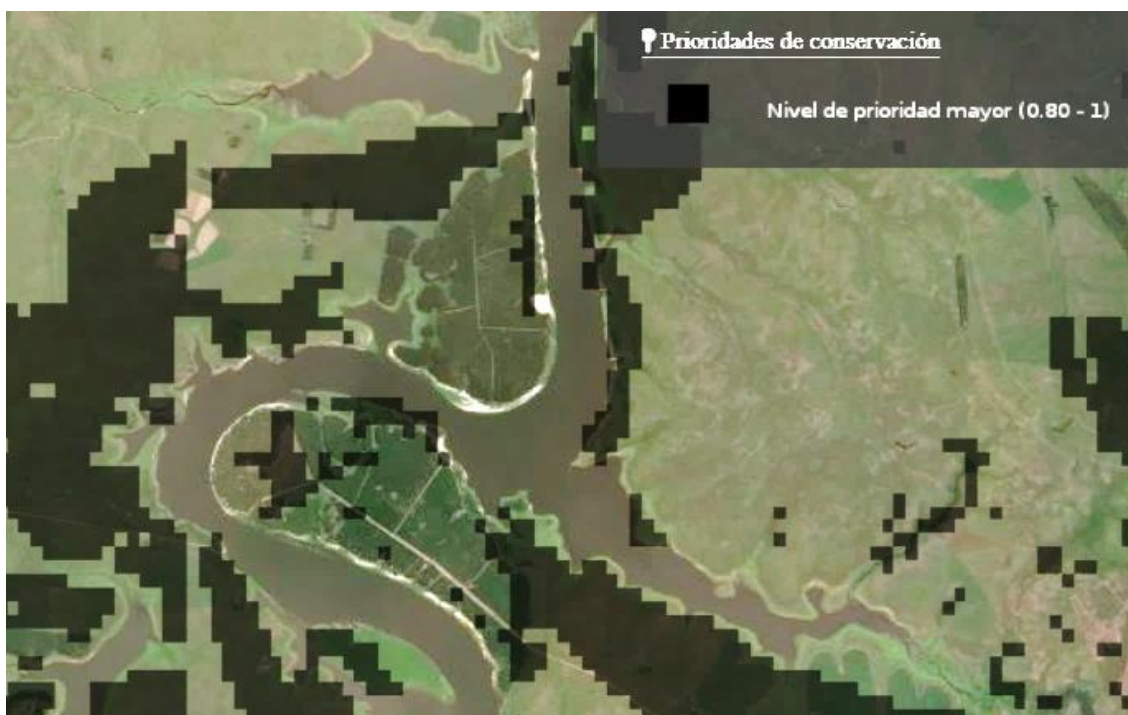 Prioridades de conservación
Nivel de prioridad mayor (0.80 - 1)